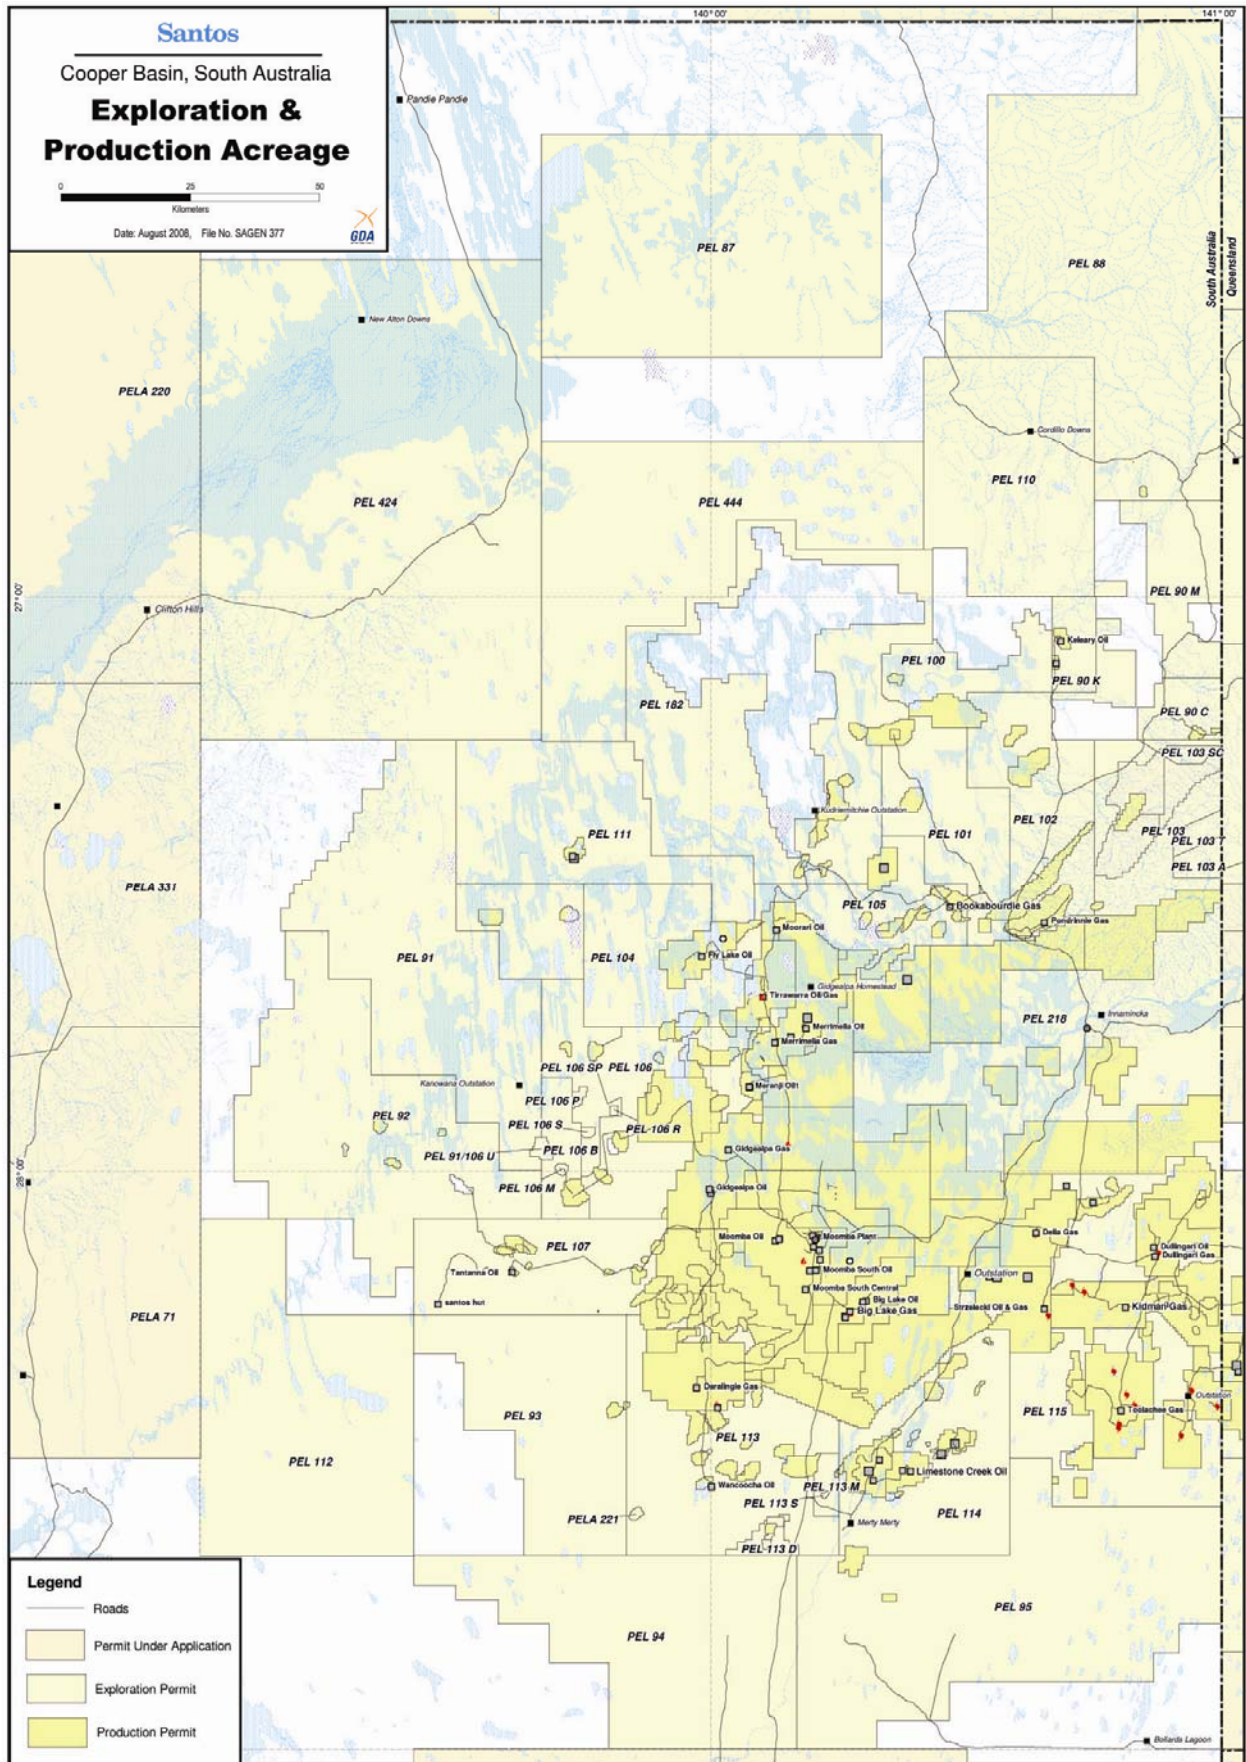 Santos
Cooper Basin, South Australia
Exploration &
Production Acreage
0 25 50
Kilometers
Date: August 2008, File No. SAGEN 377
GDA
140° 00'
141° 00'
Pandie Pandie
PEL 87
PEL 88
South Australia
Queensland
New Alton Downs
PELA 220
Cordillo Downs
PEL 110
PEL 424
PEL 444
27° 00'
Clifton Hills
PEL 90 M
Keleary Oil
PEL 100
PEL 90 K
PEL 182
PEL 90 C
PEL 103 SC
Kudriemitchie Outstation
PEL 111
PEL 101
PEL 102
PEL 103
PEL 103 T
PEL 103 A
PELA 331
PEL 105
Bookabourdie Gas
Pondrinnie Gas
Moorari Oil
PEL 91
PEL 104
Fly Lake Oil
Gidgealpa Homestead
Tirrawarra Oil/Gas
Merrimelia Oil
PEL 218
Innamincka
Merrimelia Gas
PEL 106 SP
PEL 106
Kanowana Outstation
Meranji Oil1
PEL 106 P
PEL 92
PEL 106 S
PEL 106 R
PEL 91/106 U
PEL 106 B
Gidgealpa Gas
28° 00'
PEL 106 M
Gidgealpa Oil
PEL 107
Moomba Oil
Moomba Plant
Della Gas
Dullingari Oil
Dullingari Gas
Tantanna Oil
Moomba South Oil
Outstation
Moomba South Central
santos hut
Big Lake Oil
Big Lake Gas
Strzelecki Oil & Gas
Kidman Gas
PELA 71
Daralingie Gas
Outstation
PEL 93
PEL 115
Toolachee Gas
PEL 113
PEL 112
Limestone Creek Oil
Wancoocha Oil
PEL 113 M
PEL 113 S
PEL 114
PELA 221
Merty Merty
PEL 113 D
PEL 95
PEL 94
Bollards Lagoon
Legend
Roads
Permit Under Application
Exploration Permit
Production Permit